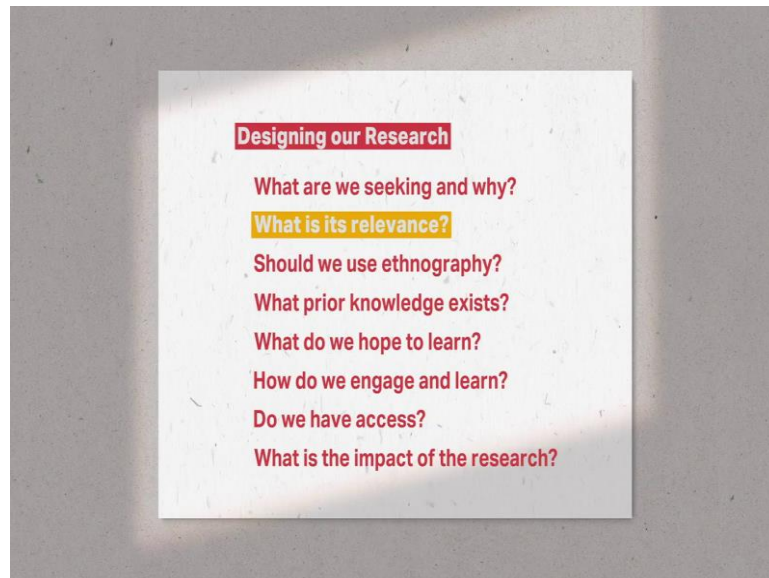 Designing our Research
What are we seeking and why?
What is its relevance?
Should we use ethnography?
What prior knowledge exists?
What do we hope to learn?
How do we engage and learn?
Do we have access?
What is the impact of the research?